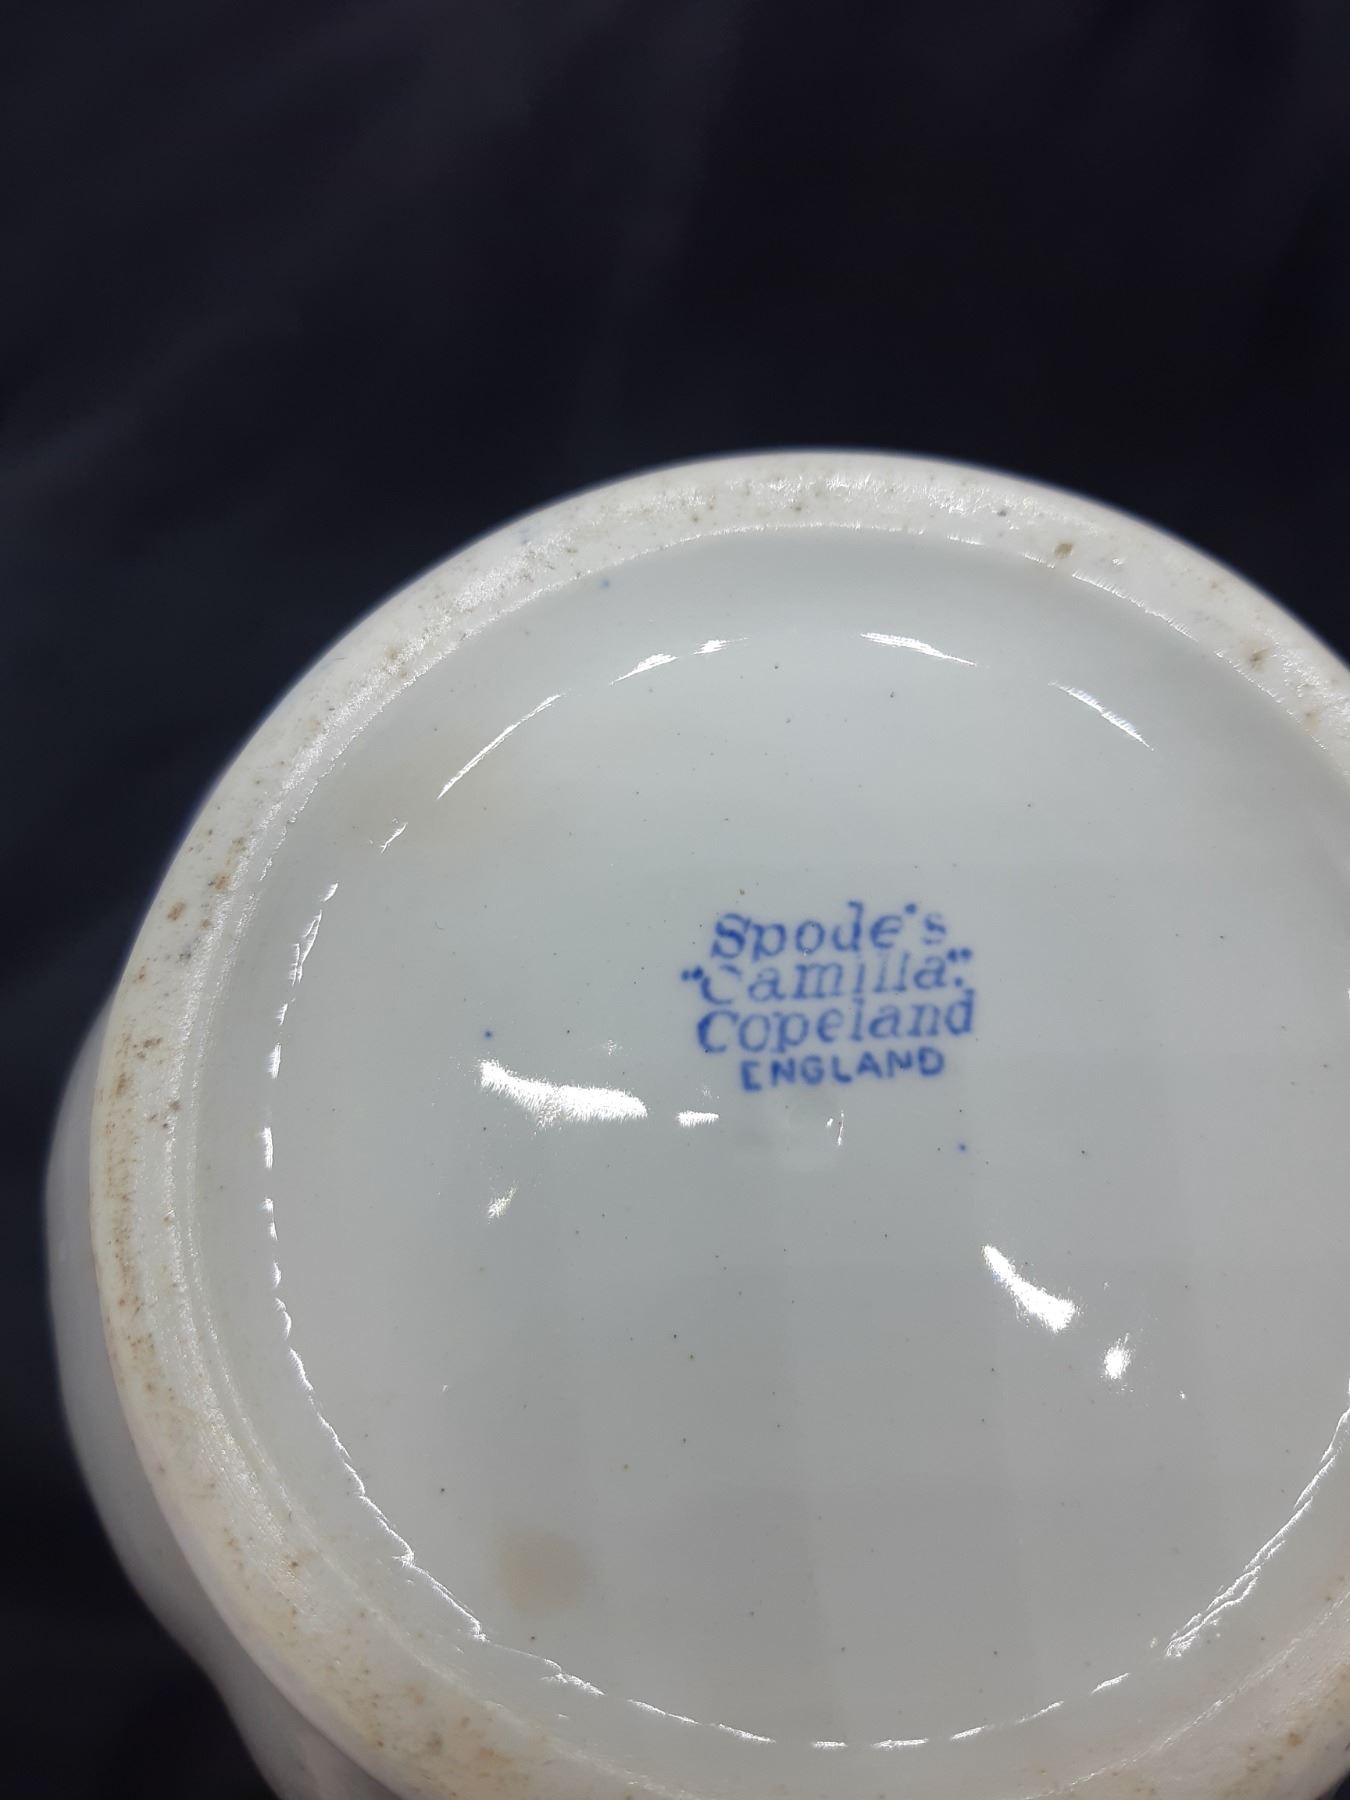 Spode's
"Camilla".
Copeland
ENGLAND